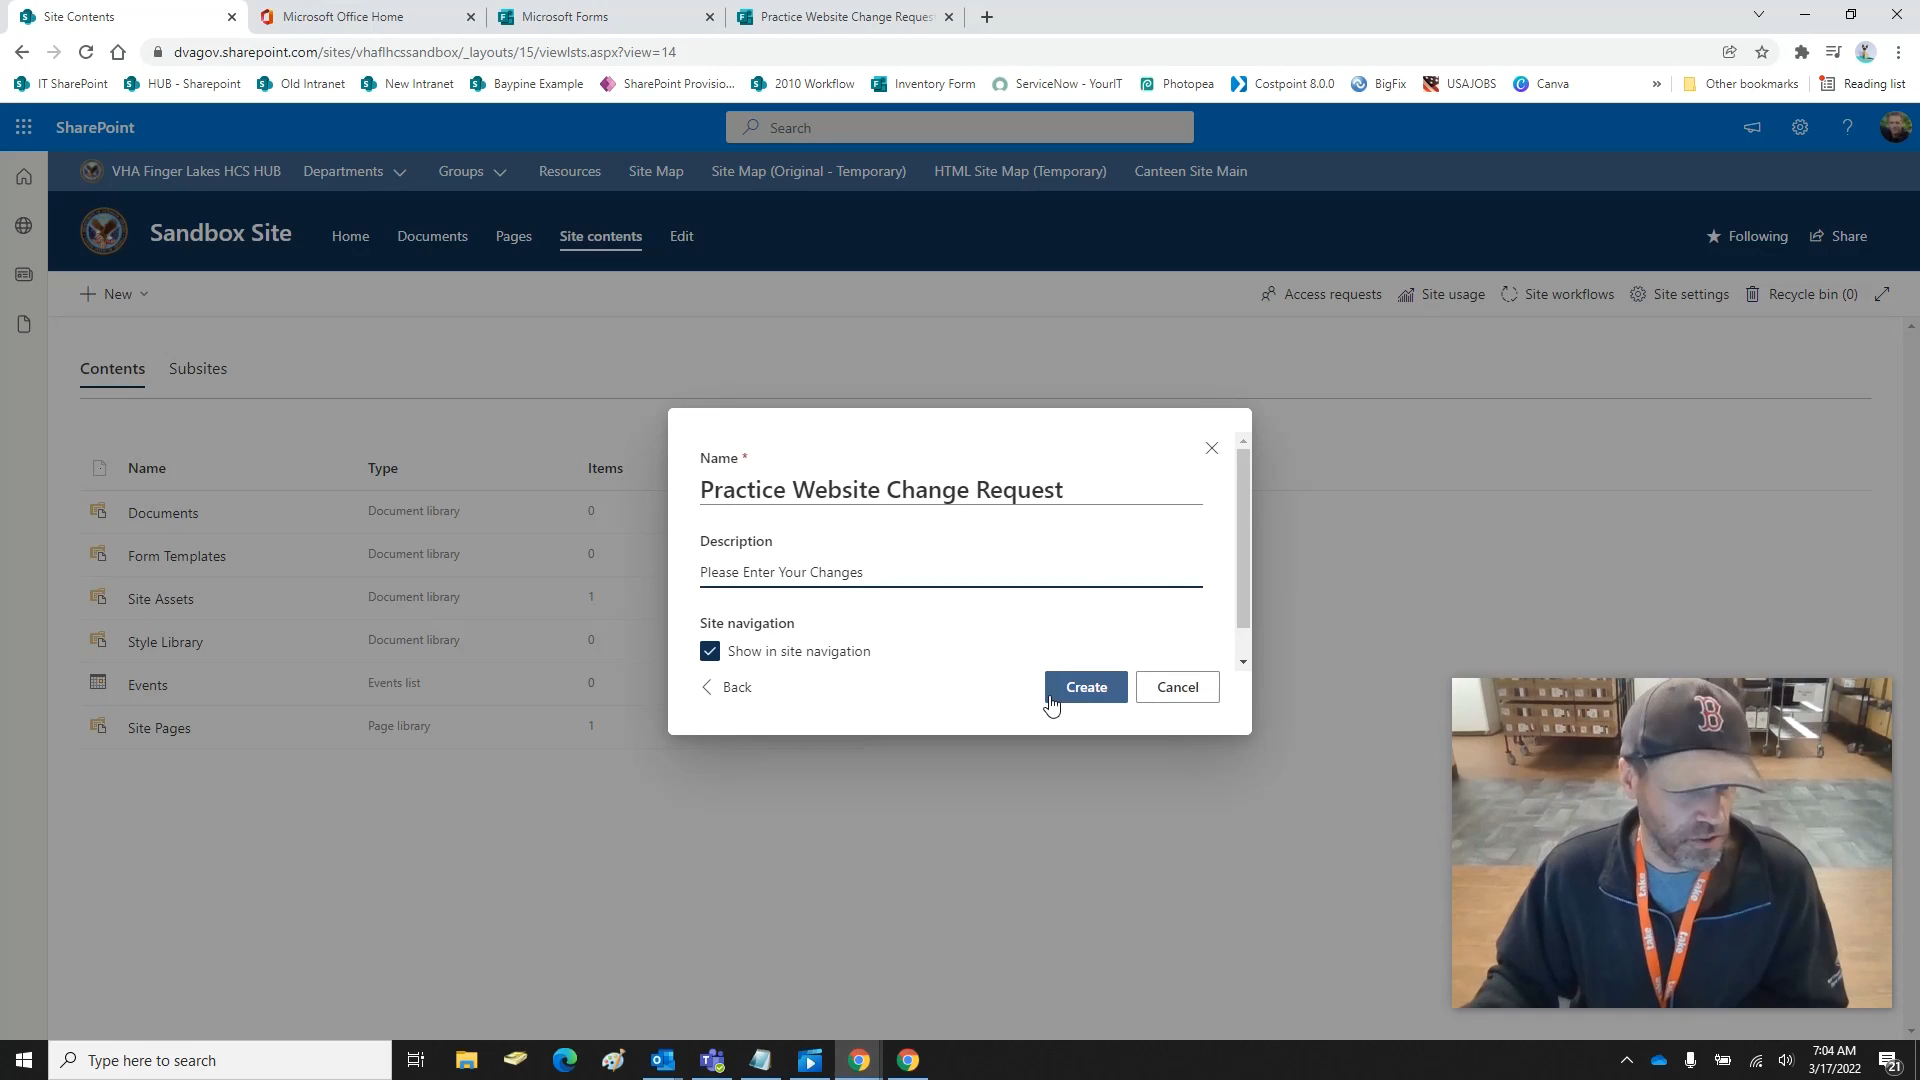 Site Contents
Microsoft Office Home
Microsoft Forms
Practice Website Change Reques
dvagov.sharepoint.com/sites/vhaflhcssandbox/_layouts/15/viewlsts.aspx?view=14
IT SharePoint
HUB - Sharepoint
Old Intranet
New Intranet
Baypine Example
SharePoint Provisio...
2010 Workflow
Inventory Form
ServiceNow - YourIT
Photopea
Costpoint 8.0.0
BigFix
USAJOBS
Canva
»
Other bookmarks
Reading list
SharePoint
Search
VHA Finger Lakes HCS HUB
Departments
Groups
Resources
Site Map
Site Map (Original - Temporary)
HTML Site Map (Temporary)
Canteen Site Main
Sandbox Site
Home
Documents
Pages
Site contents
Edit
Following
Share
New
Access requests
Site usage
Site workflows
Site settings
Recycle bin (0)
Contents
Subsites
Name
Type
Items
Documents
Document library
0
Form Templates
Document library
0
Site Assets
Document library
1
Style Library
Document library
0
Events
Events list
0
Site Pages
Page library
1
Name *
Practice Website Change Request
Description
Please Enter Your Changes
Site navigation
Show in site navigation
Back
Create
Cancel
B
take
take
take
take
Type here to search
7:04 AM
3/17/2022
21